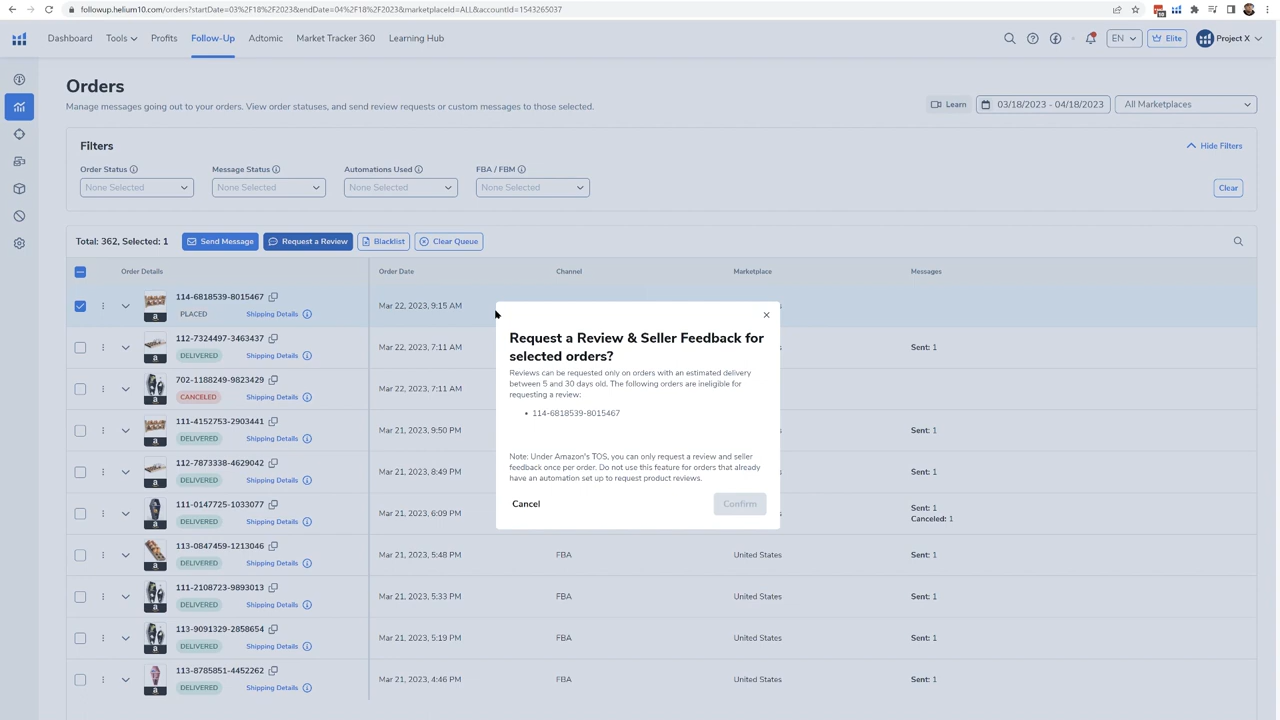 followup.helium10.com/orders?startDate=03%2F18%2F2023&endDate=04%2F18%2F2023&marketplaceId=ALL&accountId=1543265037
Dashboard Tools Profits Follow-Up Adtomic Market Tracker 360 Learning Hub EN Elite Project X
Orders
Manage messages going out to your orders. View order statuses, and send review requests or custom messages to those selected.
Learn 03/18/2023 - 04/18/2023 All Marketplaces
Filters
Hide Filters
Order Status Message Status Automations Used FBA / FBM
None Selected None Selected None Selected None Selected Clear
Total: 362, Selected: 1 Send Message Request a Review Blacklist Clear Queue
Order Details Order Date Channel Marketplace Messages
114-6818539-8015467 Mar 22, 2023, 9:15 AM
PLACED Shipping Details
112-7324497-3463437 Mar 22, 2023, 7:11 AM Sent: 1
DELIVERED Shipping Details
702-1188249-9823429 Mar 22, 2023, 7:11 AM
CANCELED Shipping Details
111-4152753-2903441 Mar 21, 2023, 9:50 PM Sent: 1
DELIVERED Shipping Details
112-7873338-4629042 Mar 21, 2023, 8:49 PM Sent: 1
DELIVERED Shipping Details
111-0147725-1033077 Mar 21, 2023, 6:09 PM Sent: 1
DELIVERED Shipping Details Canceled: 1
113-0847459-1213046 Mar 21, 2023, 5:48 PM FBA United States Sent: 1
DELIVERED Shipping Details
111-2108723-9893013 Mar 21, 2023, 5:33 PM FBA United States Sent: 1
DELIVERED Shipping Details
113-9091329-2858654 Mar 21, 2023, 5:19 PM FBA United States Sent: 1
DELIVERED Shipping Details
113-8785851-4452262 Mar 21, 2023, 4:46 PM FBA United States Sent: 1
DELIVERED Shipping Details
Request a Review & Seller Feedback for
selected orders?
Reviews can be requested only on orders with an estimated delivery
between 5 and 30 days old. The following orders are ineligible for
requesting a review:
• 114-6818539-8015467
Note: Under Amazon's TOS, you can only request a review and seller
feedback once per order. Do not use this feature for orders that already
have an automation set up to request product reviews.
Cancel Confirm